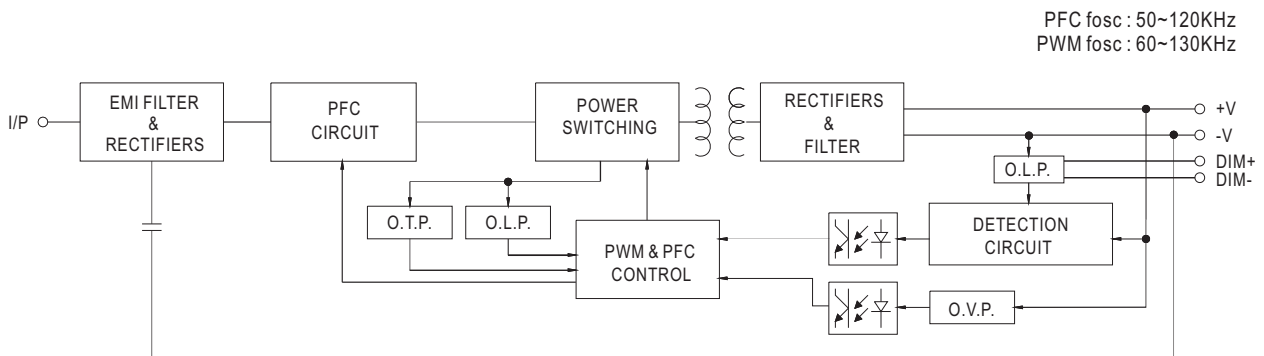 PFC fosc : 50~120KHz
PWM fosc : 60~130KHz
I/P
EMI FILTER
&
RECTIFIERS
PFC
CIRCUIT
POWER
SWITCHING
RECTIFIERS
&
FILTER
+V
-V
DIM+
DIM-
O.L.P.
O.T.P.
O.L.P.
PWM & PFC
CONTROL
DETECTION
CIRCUIT
O.V.P.